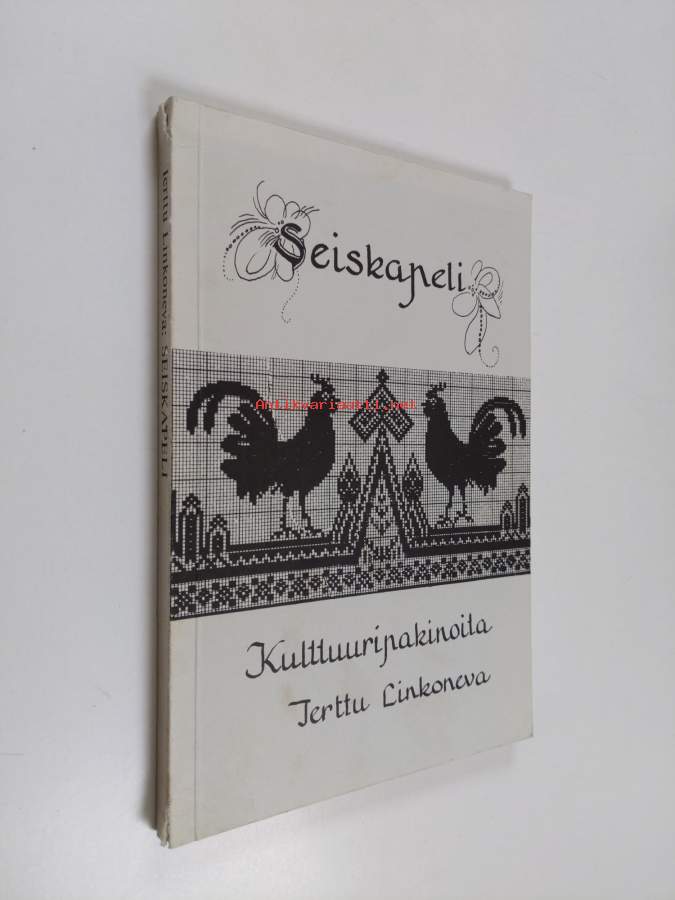 Seiskapeli
Antikvariaatti.net
Kulttuuripakinoita
Terttu Linkoneva
Terttu Linkoneva: SEISKAPELI